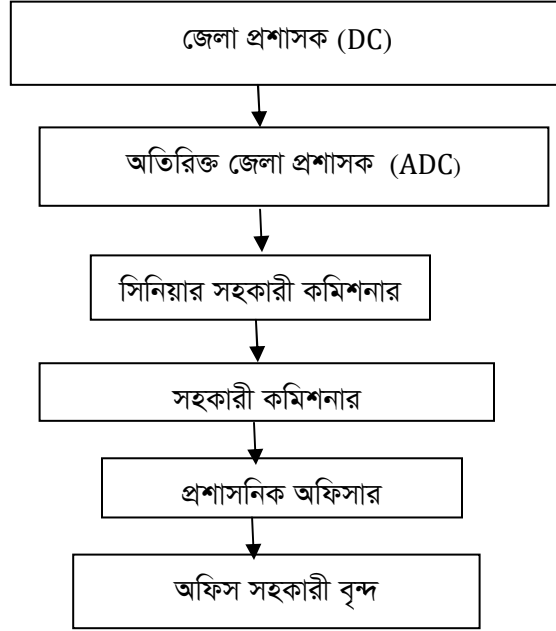 জেলা প্রশাসক (DC)
অতিরিক্ত জেলা প্রশাসক (ADC)
সিনিয়ার সহকারী কমিশনার
সহকারী কমিশনার
প্রশাসনিক অফিসার
অফিস সহকারী বৃন্দ